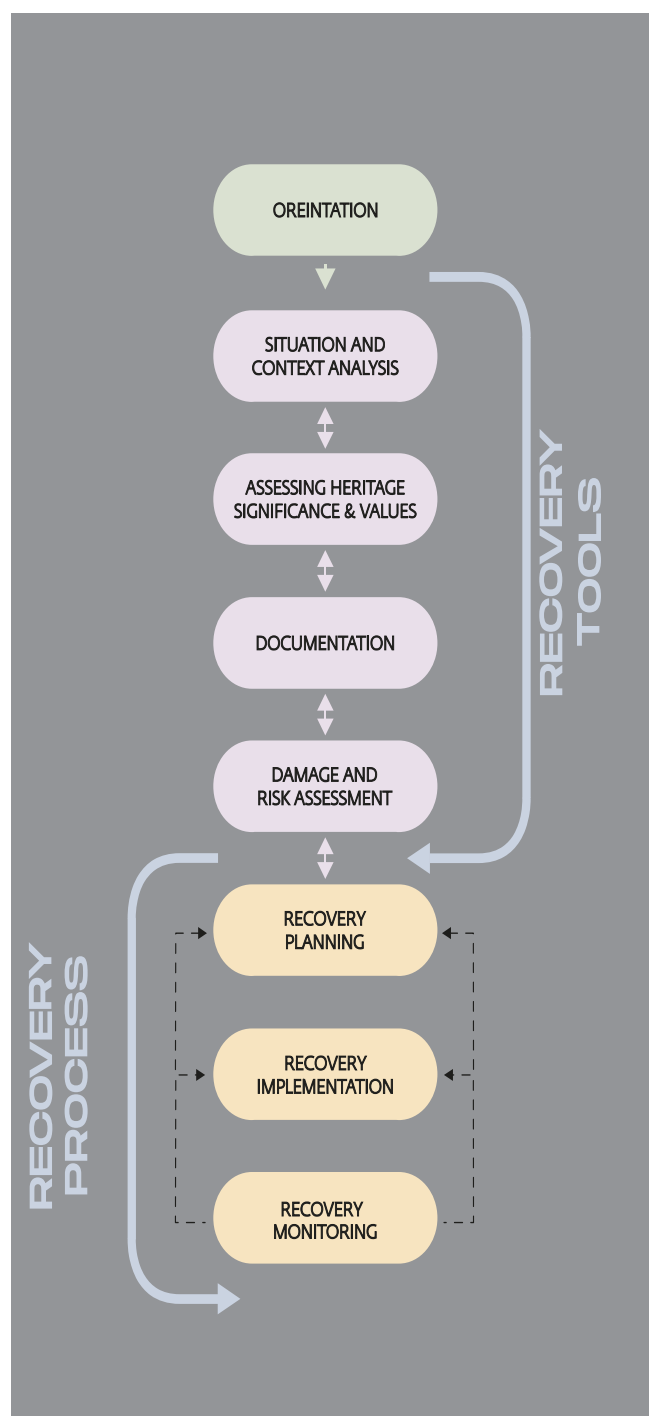 OREINTATION
SITUATION AND
CONTEXT ANALYSIS
ASSESSING HERITAGE
SIGNIFICANCE & VALUES
DOCUMENTATION
DAMAGE AND
RISK ASSESSMENT
RECOVERY
TOOLS
RECOVERY
PLANNING
RECOVERY
IMPLEMENTATION
RECOVERY
MONITORING
RECOVERY
PROCESS